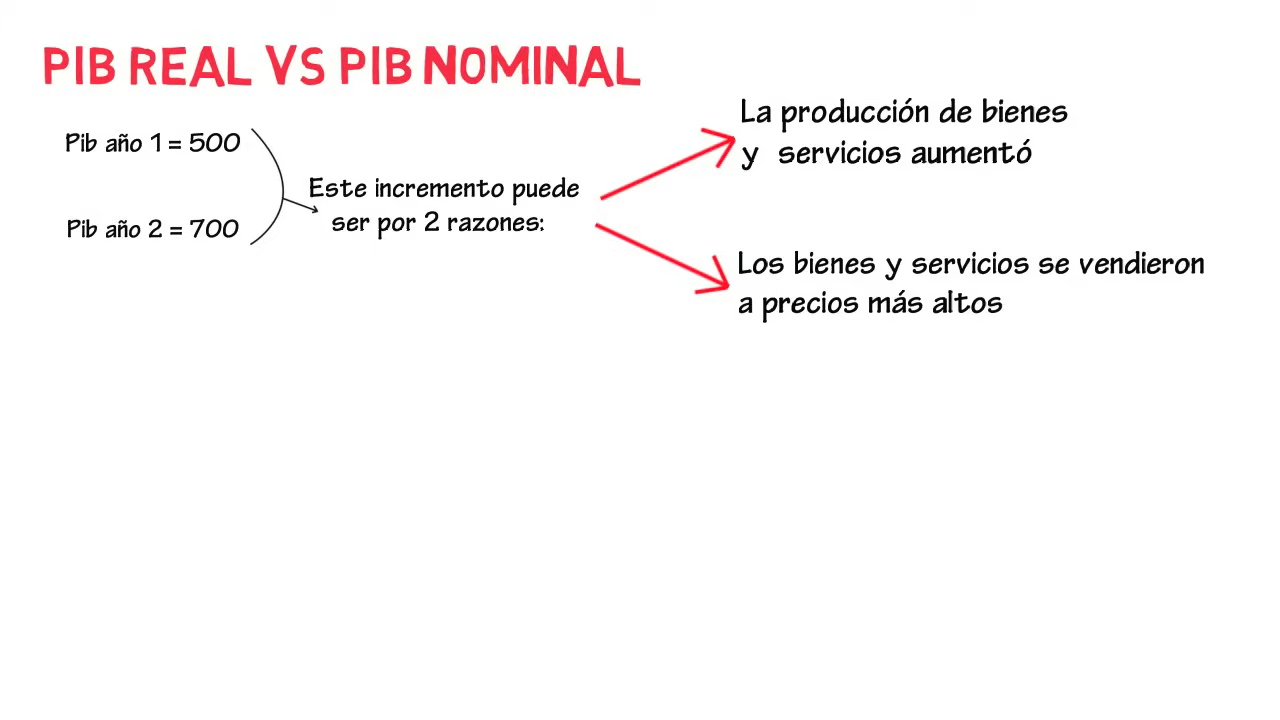 PIB REAL VS PIB NOMINAL
Pib año 1 = 500
Pib año 2 = 700
Este incremento puede
ser por 2 razones:
La producción de bienes
y servicios aumentó
Los bienes y servicios se vendieron
a precios más altos